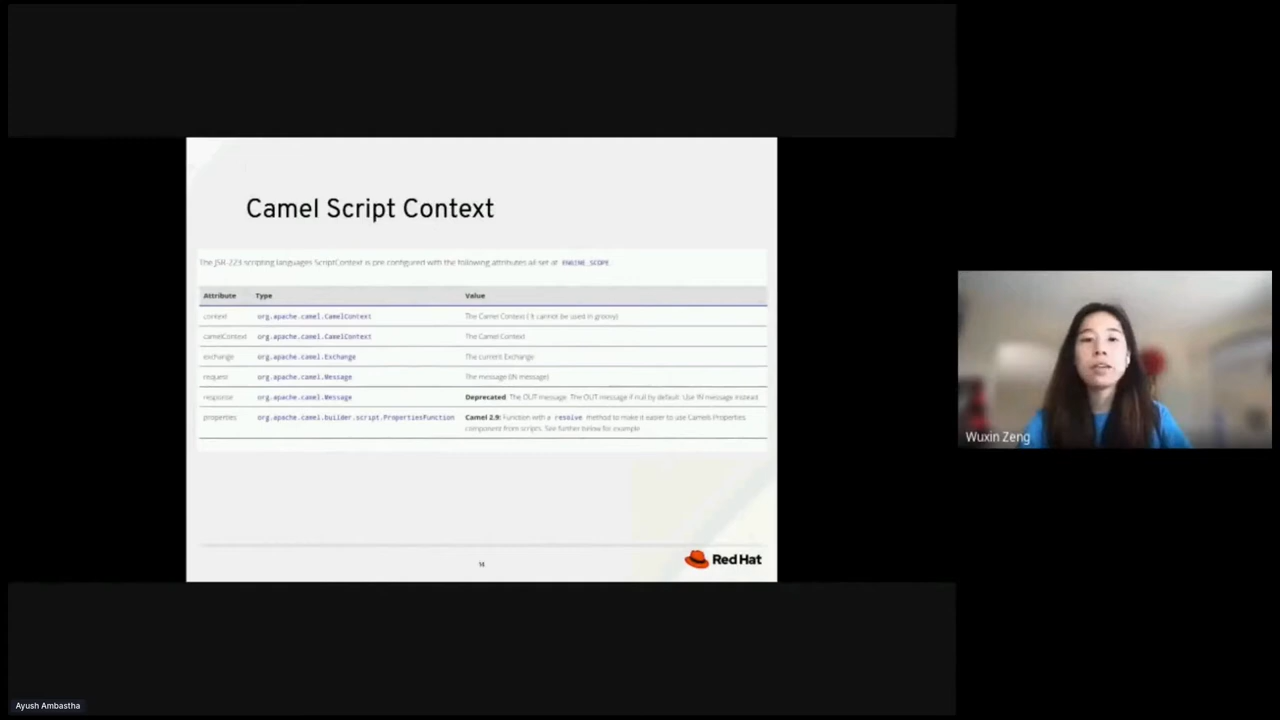 Camel Script Context
The JSR-223 scripting languages ScriptContext is pre configured with the following attributes all set at ENGINE_SCOPE.
Attribute Type Value
context org.apache.camel.CamelContext The Camel Context ( It cannot be used in groovy)
camelContext org.apache.camel.CamelContext The Camel Context
exchange org.apache.camel.Exchange The current Exchange
request org.apache.camel.Message The message (IN message)
response org.apache.camel.Message Deprecated: The OUT message. The OUT message if null by default. Use IN message instead.
properties org.apache.camel.builder.script.PropertiesFunction Camel 2.9: Function with a resolve method to make it easier to use Camels Properties
component from scripts. See further below for example.
14
Red Hat
Wuxin Zeng
Ayush Ambastha